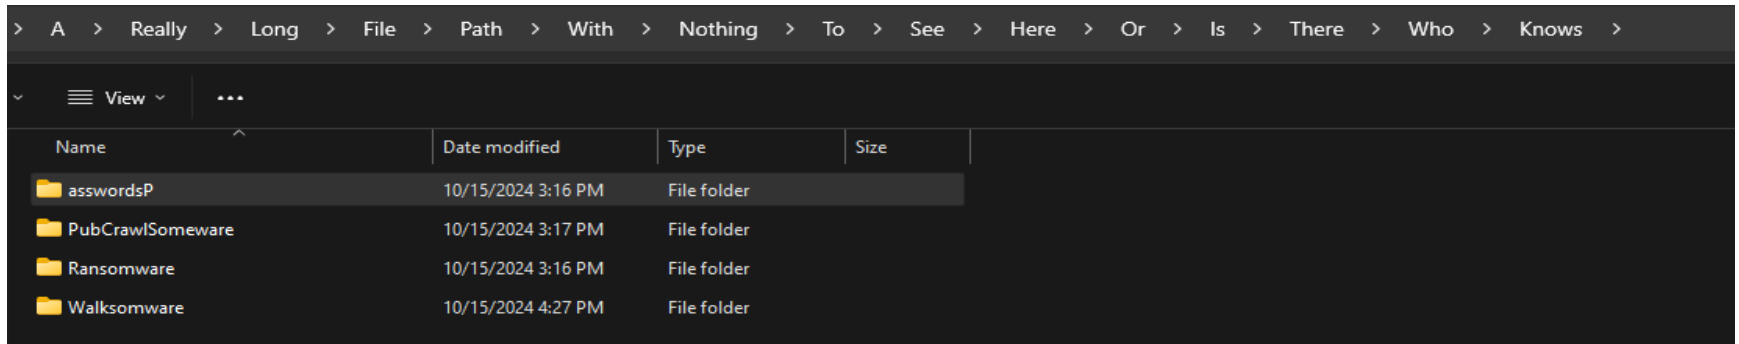 > A > Really > Long > File > Path > With > Nothing > To > See > Here > Or > Is > There > Who > Knows >
View ...
Name Date modified Type Size
asswordsP 10/15/2024 3:16 PM File folder
PubCrawlSomeware 10/15/2024 3:17 PM File folder
Ransomware 10/15/2024 3:16 PM File folder
Walksomware 10/15/2024 4:27 PM File folder